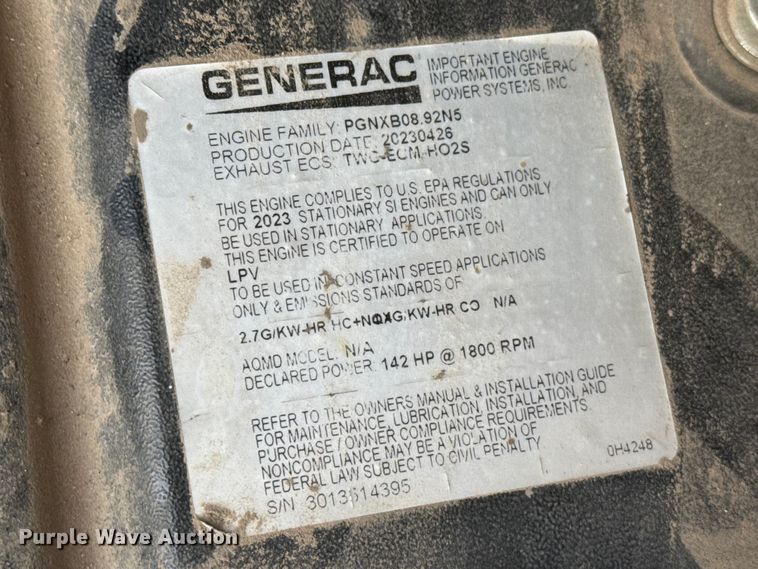 GENERAC
IMPORTANT ENGINE
INFORMATION GENERAC
POWER SYSTEMS, INC.
ENGINE FAMILY: PGNXB08.92N5
PRODUCTION DATE: 20230426
EXHAUST ECS: TWC-ECM-HO2S
THIS ENGINE COMPLIES TO U.S. EPA REGULATIONS
FOR 2023 STATIONARY SI ENGINES AND CAN ONLY
BE USED IN STATIONARY APPLICATIONS.
THIS ENGINE IS CERTIFIED TO OPERATE ON
LPV
TO BE USED IN CONSTANT SPEED APPLICATIONS
ONLY & EMISSIONS STANDARDS OF
2.7G/KW-HR HC+NOX G/KW-HR CO N/A
AQMD MODEL: N/A
DECLARED POWER: 142 HP @ 1800 RPM
REFER TO THE OWNERS MANUAL & INSTALLATION GUIDE
FOR MAINTENANCE, LUBRICATION, INSTALLATION, AND
PURCHASE / OWNER COMPLIANCE REQUIREMENTS.
NONCOMPLIANCE MAY BE A VIOLATION OF
FEDERAL LAW SUBJECT TO CIVIL PENALTY
0H4248
S/N 3013514395
Purple Wave Auction